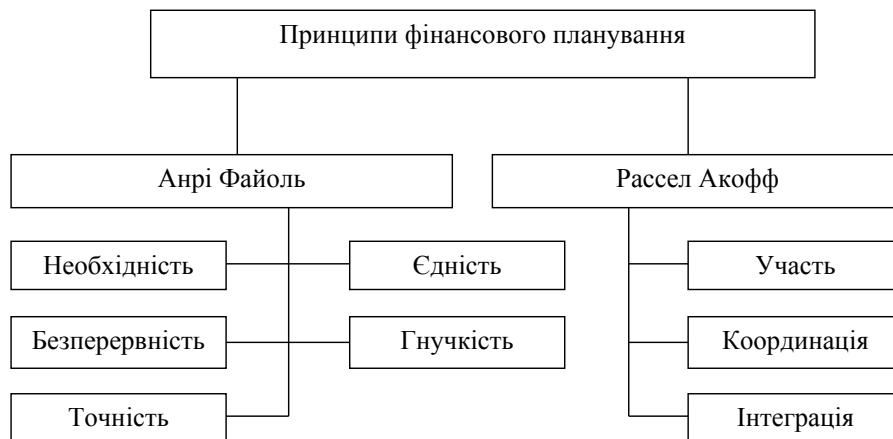 Принципи фінансового планування
Анрі Файоль
Рассел Акофф
Необхідність
Єдність
Участь
Безперервність
Гнучкість
Координація
Точність
Інтеграція